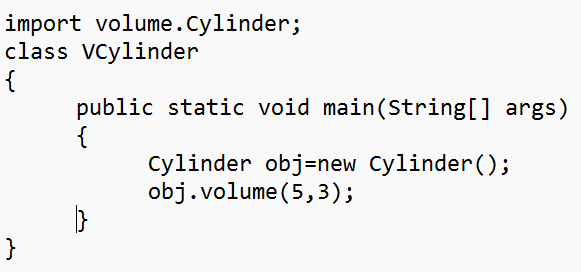 import volume.Cylinder;
class VCylinder
{
public static void main(String[] args)
{
Cylinder obj=new Cylinder();
obj.volume(5,3);
}
}